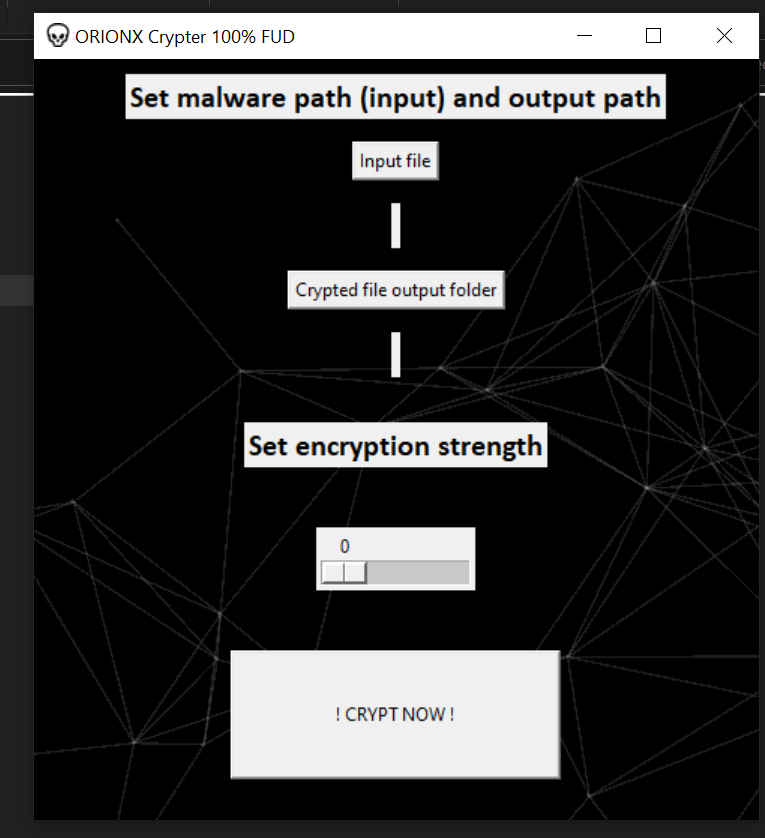 ORIONX Crypter 100% FUD
Set malware path (input) and output path
Input file
Crypted file output folder
Set encryption strength
0
! CRYPT NOW !